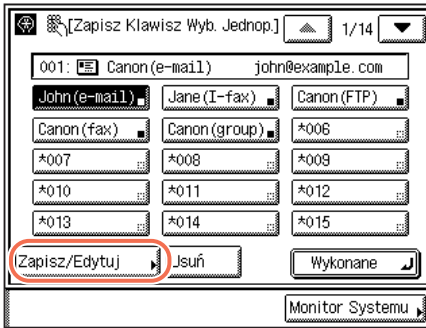 [Zapisz Klawisz Wyb. Jednop.] 1/14
001: Canon(e-mail) john@example.com
John(e-mail) Jane(I-fax) Canon(FTP)
Canon(fax) Canon(group) *006
*007 *008 *009
*010 *011 *012
*013 *014 *015
Zapisz/Edytuj Usuń Wykonane
Monitor Systemu